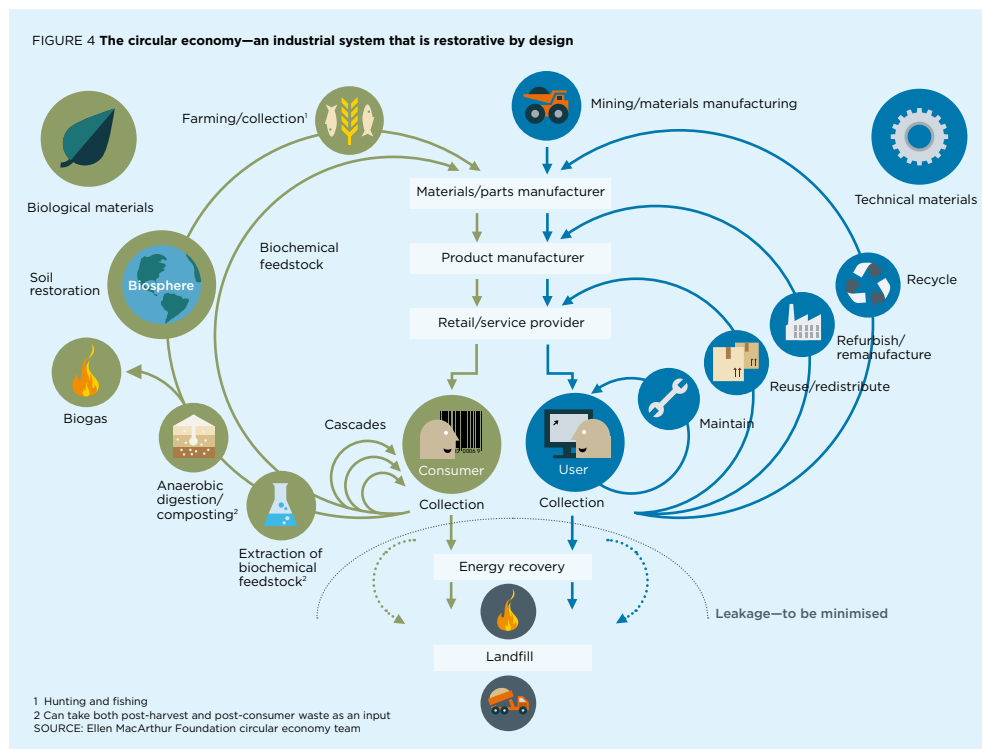 FIGURE 4 The circular economy—an industrial system that is restorative by design
Farming/collection¹
Mining/materials manufacturing
Biological materials
Technical materials
Materials/parts manufacturer
Biochemical
feedstock
Product manufacturer
Soil
restoration
Biosphere
Recycle
Retail/service provider
Refurbish/
remanufacture
Reuse/redistribute
Biogas
Maintain
Cascades
Consumer
User
Collection
Collection
Anaerobic
digestion/
composting²
Extraction of
biochemical
feedstock²
Energy recovery
Leakage—to be minimised
Landfill
1 Hunting and fishing
2 Can take both post-harvest and post-consumer waste as an input
SOURCE: Ellen MacArthur Foundation circular economy team